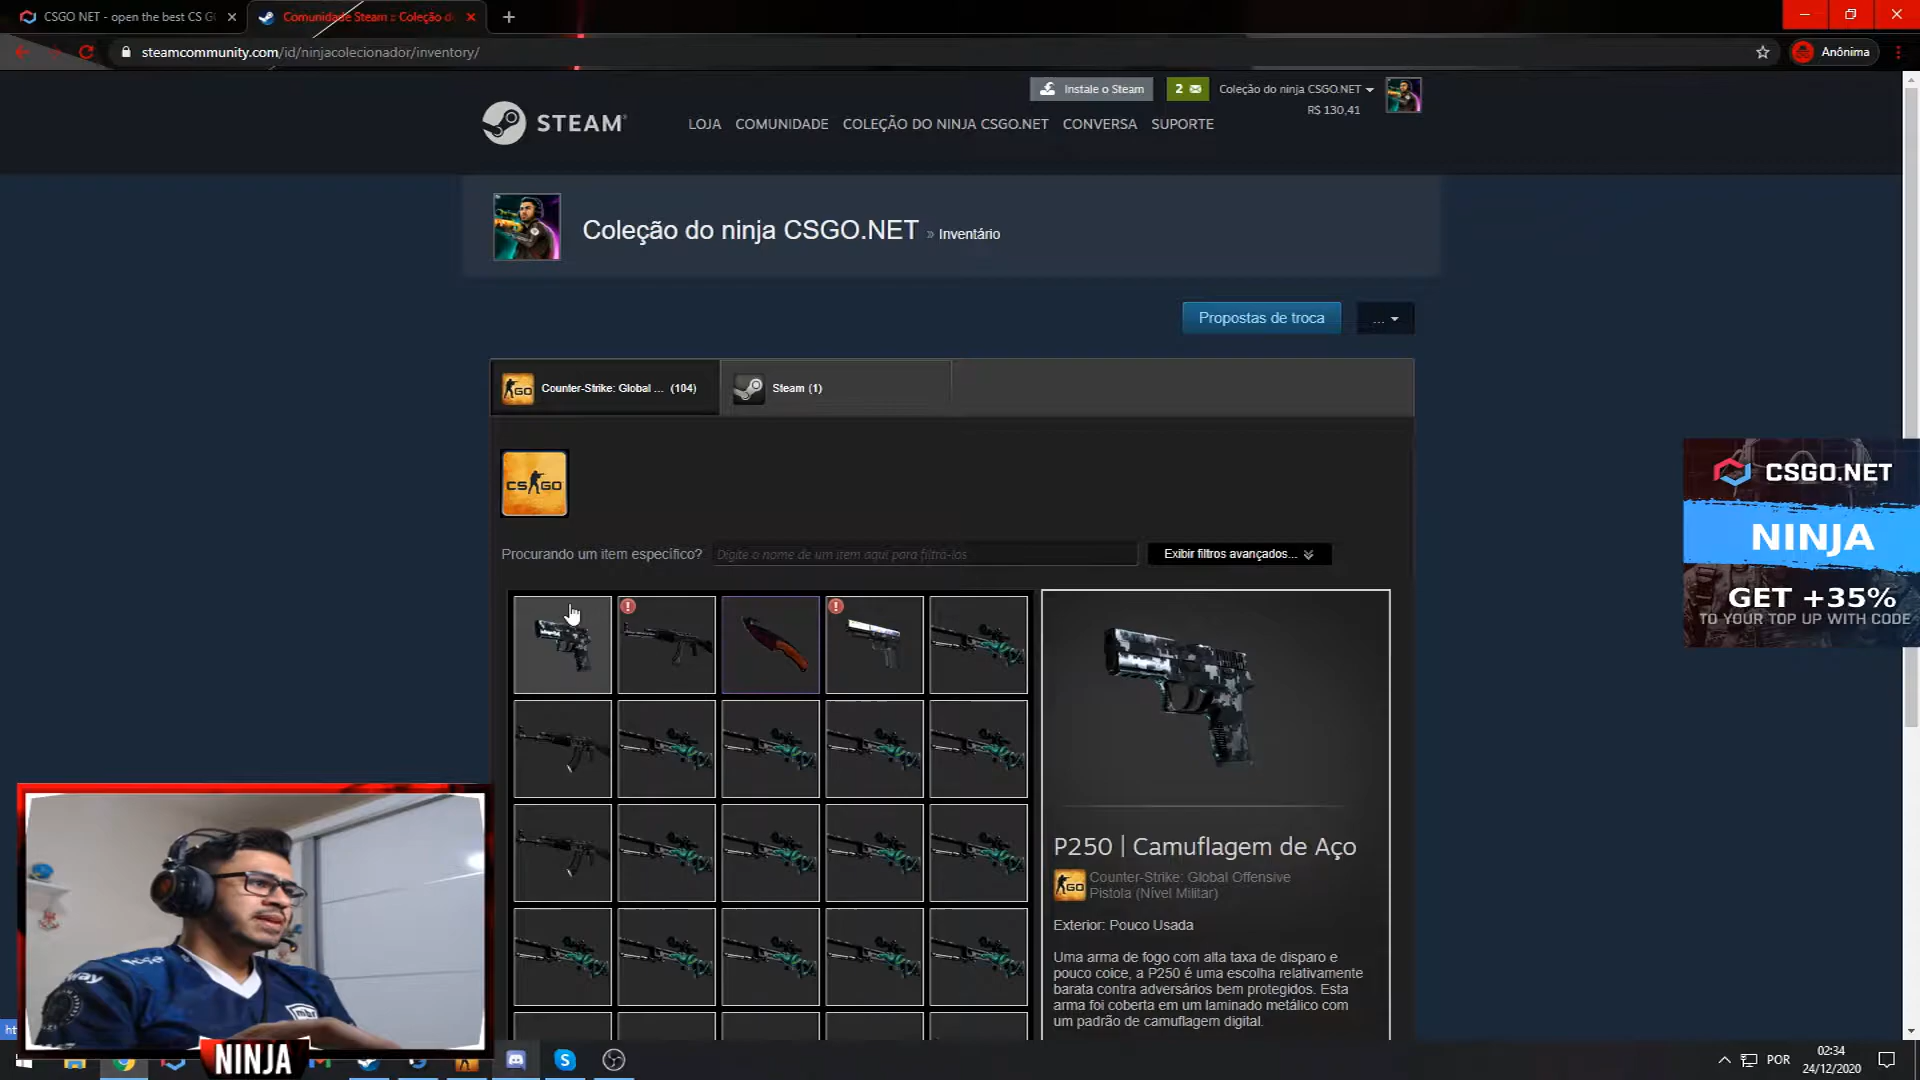 CSGO NET - open the best CS G
Comunidade Steam :: Coleção d
steamcommunity.com/id/ninjacolecionador/inventory/
Anônima
Instale o Steam
2
Coleção do ninja CSGO.NET
R$ 130,41
STEAM
LOJA
COMUNIDADE
COLEÇÃO DO NINJA CSGO.NET
CONVERSA
SUPORTE
Coleção do ninja CSGO.NET » Inventário
Propostas de troca
...
Counter-Strike: Global ... (104)
Steam (1)
CS GO
Procurando um item específico?
Digite o nome de um item aqui para filtrá-los
Exibir filtros avançados...
P250 | Camuflagem de Aço
Counter-Strike: Global Offensive
Pistola (Nível Militar)
Exterior: Pouco Usada
Uma arma de fogo com alta taxa de disparo e
pouco coice, a P250 é uma escolha relativamente
barata contra adversários bem protegidos. Esta
arma foi coberta em um laminado metálico com
um padrão de camuflagem digital.
CSGO.NET
NINJA
GET +35%
TO YOUR TOP UP WITH CODE
NINJA
POR
02:34
24/12/2020